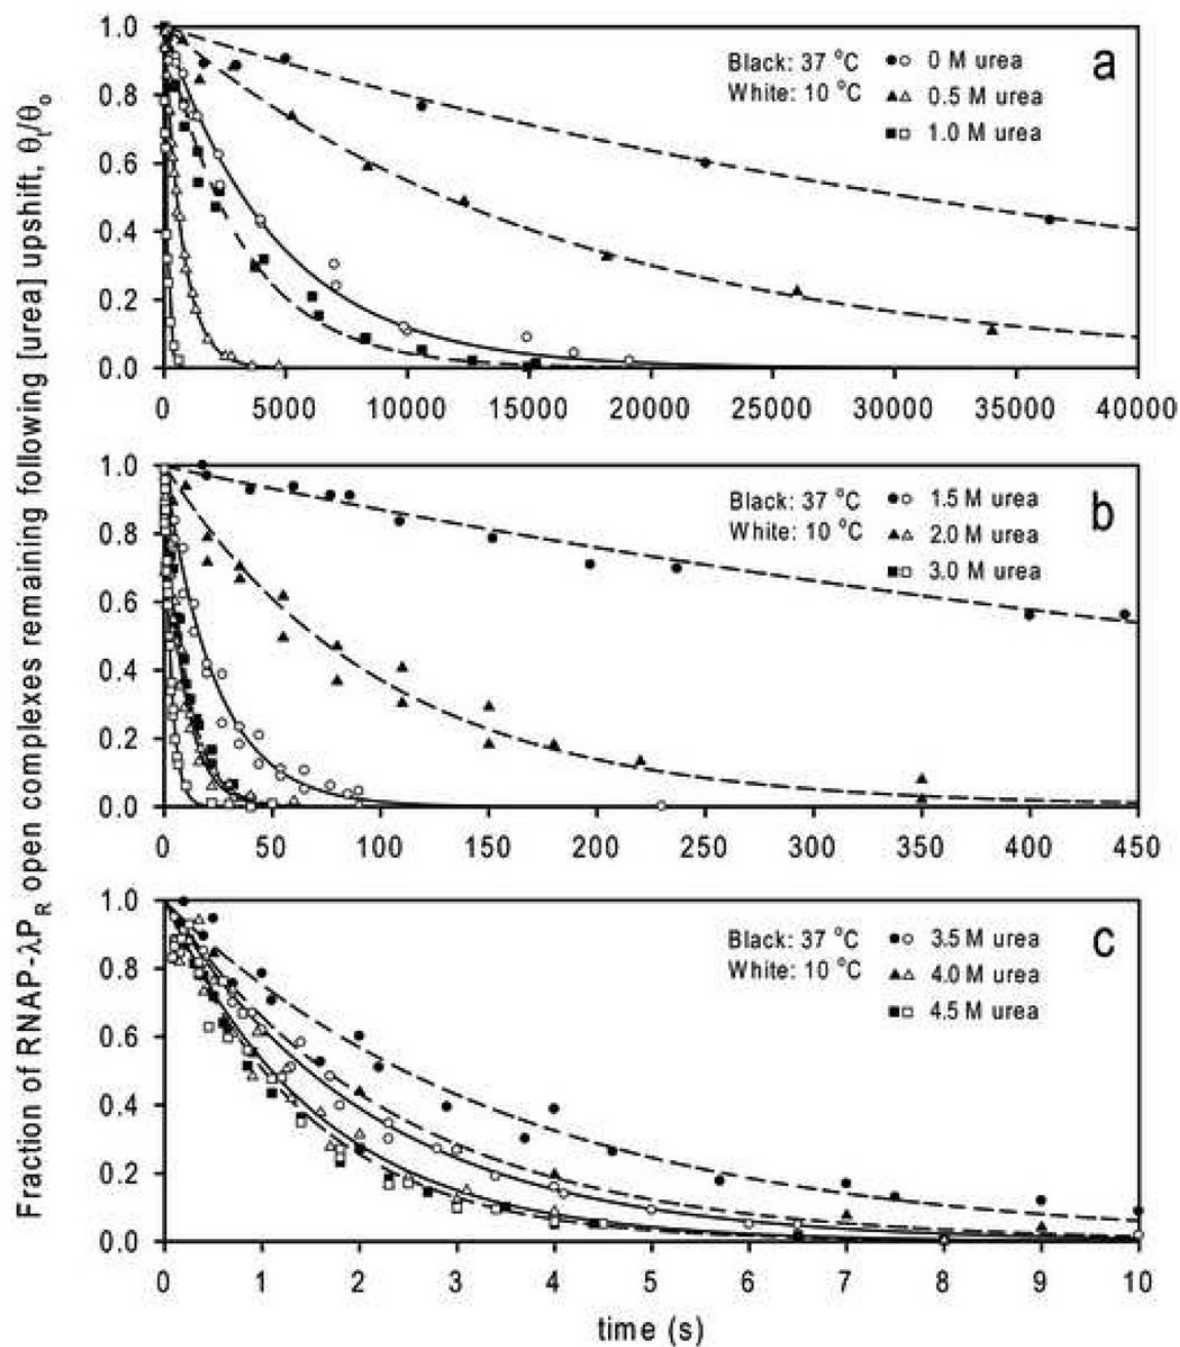 Fraction of RNAP-λP_R open complexes remaining following [urea] upshift, θ_t/θ_o
1.0
0.8
0.6
0.4
0.2
0.0
Black: 37 °C
White: 10 °C
0 M urea
0.5 M urea
1.0 M urea
a
0 5000 10000 15000 20000 25000 30000 35000 40000
1.0
0.8
0.6
0.4
0.2
0.0
Black: 37 °C
White: 10 °C
1.5 M urea
2.0 M urea
3.0 M urea
b
0 50 100 150 200 250 300 350 400 450
1.0
0.8
0.6
0.4
0.2
0.0
Black: 37 °C
White: 10 °C
3.5 M urea
4.0 M urea
4.5 M urea
c
0 1 2 3 4 5 6 7 8 9 10
time (s)